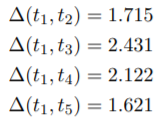 Δ(t₁, t₂) = 1.715
Δ(t₁, t₃) = 2.431
Δ(t₁, t₄) = 2.122
Δ(t₁, t₅) = 1.621